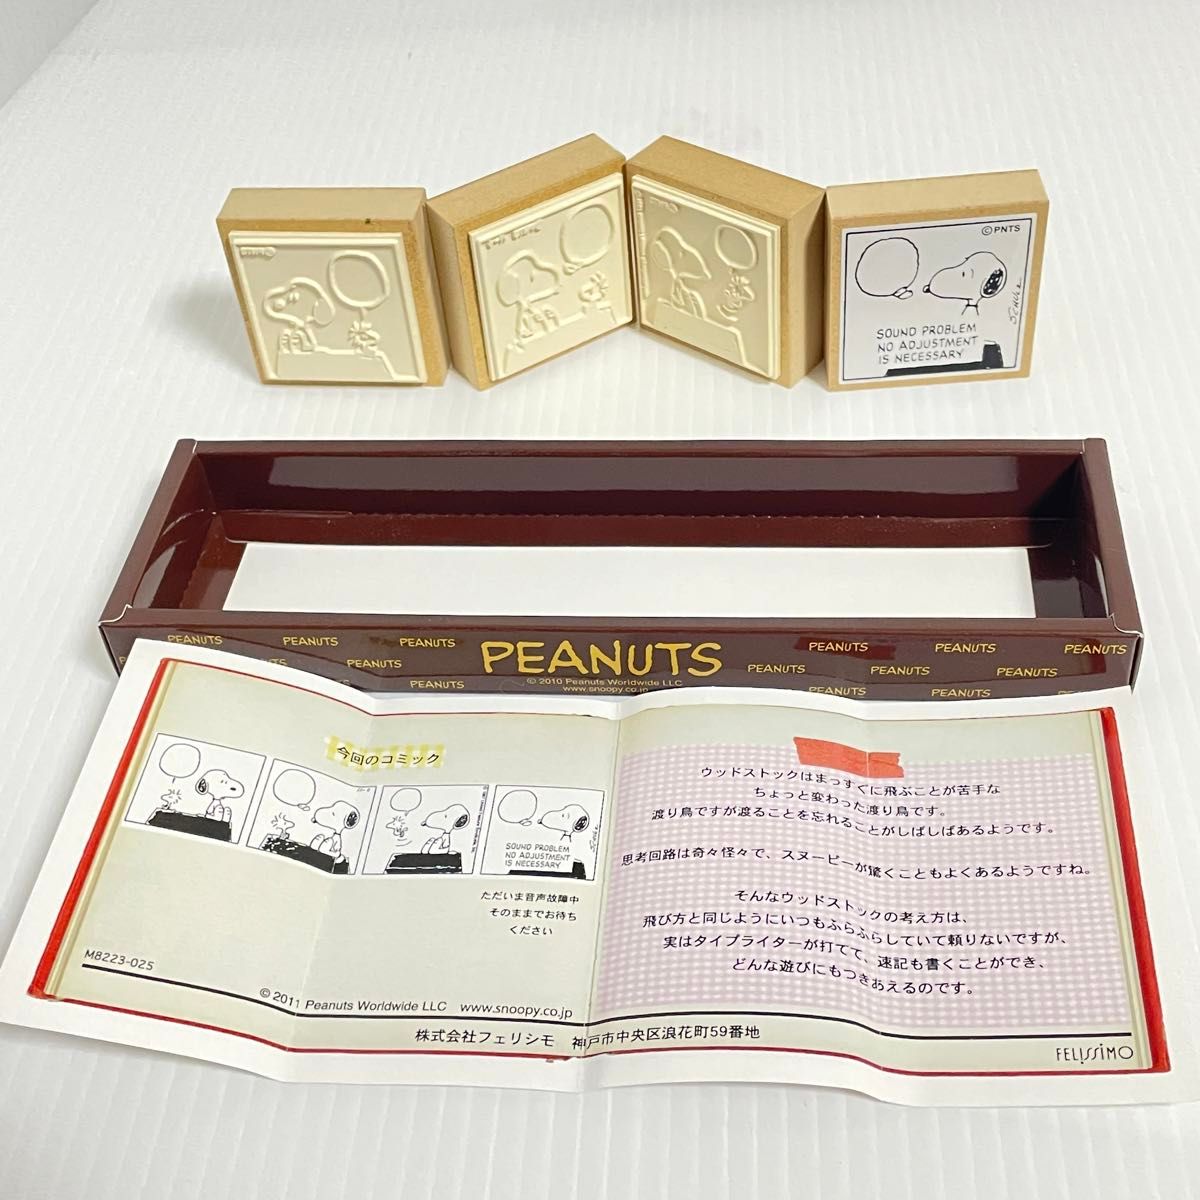 ©PNTS
Schulz
SOUND PROBLEM
NO ADJUSTMENT
IS NECESSARY
PEANUTS PEANUTS PEANUTS PEANUTS PEANUTS PEANUTS PEANUTS
PEANUTS PEANUTS PEANUTS
PEANUTS PEANUTS PEANUTS
© 2010 Peanuts Worldwide LLC
www.snoopy.co.jp
今回のコミック
SOUND PROBLEM
NO ADJUSTMENT
IS NECESSARY
ただいま音声故障中
そのままでお待ち
ください
M8223-025
© 2011 Peanuts Worldwide LLC www.snoopy.co.jp
ウッドストックはまっすぐに飛ぶことが苦手な
ちょっと変わった渡り鳥です。
渡り鳥ですが渡ることを忘れることがしばしばあるようです。
思考回路は奇々怪々で、スヌーピーが驚くこともよくあるようですね。
そんなウッドストックの考え方は、
飛び方と同じようにいつもふらふらしていて頼りないですが、
実はタイプライターが打てて、速記も書くことができ、
どんな遊びにもつきあえるのです。
株式会社フェリシモ 神戸市中央区浪花町59番地
FELISSIMO